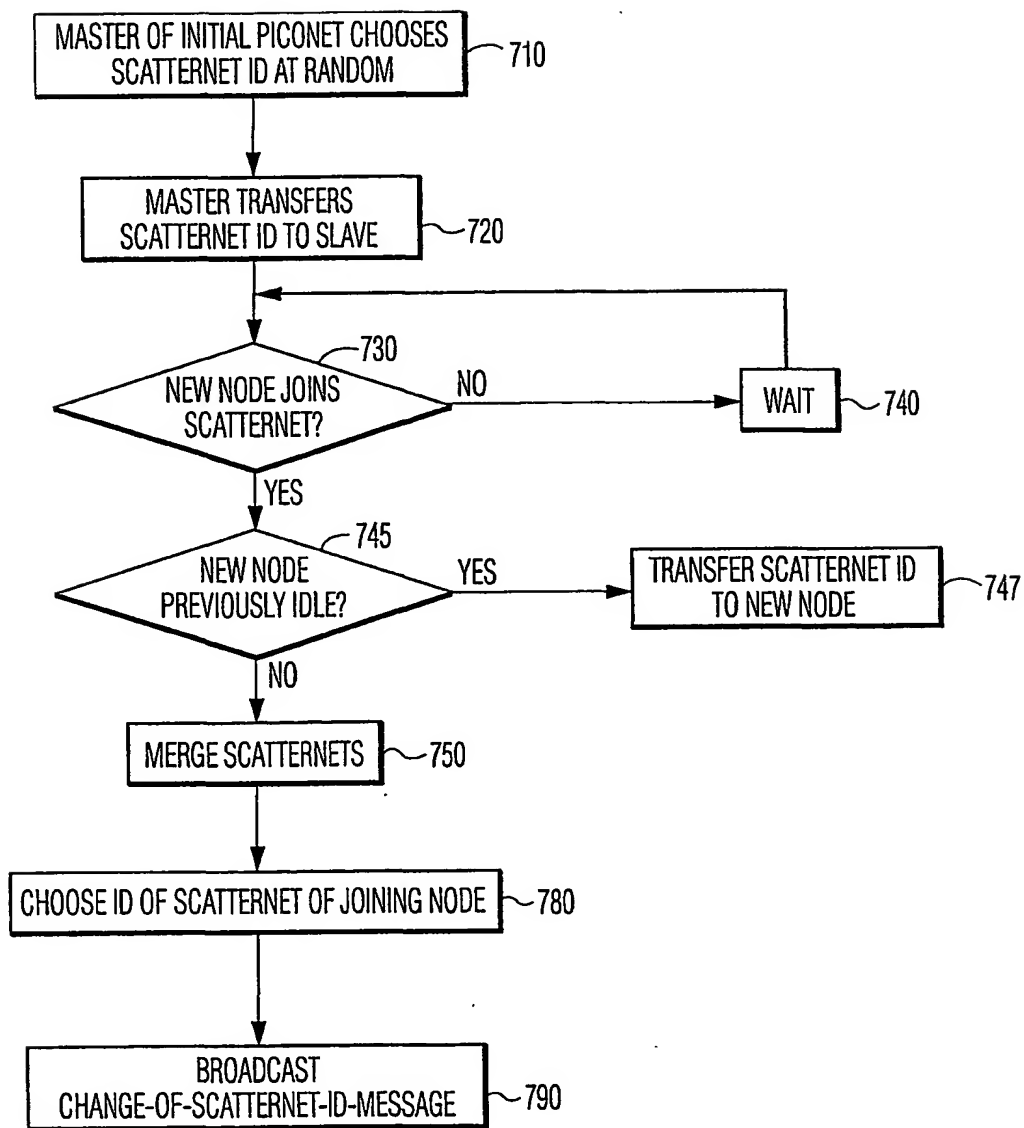 MASTER OF INITIAL PICONET CHOOSES
SCATTERNET ID AT RANDOM
710
MASTER TRANSFERS
SCATTERNET ID TO SLAVE
720
730
NEW NODE JOINS
SCATTERNET?
NO
WAIT
740
YES
745
NEW NODE
PREVIOUSLY IDLE?
YES
TRANSFER SCATTERNET ID
TO NEW NODE
747
NO
MERGE SCATTERNETS
750
CHOOSE ID OF SCATTERNET OF JOINING NODE
780
BROADCAST
CHANGE-OF-SCATTERNET-ID-MESSAGE
790